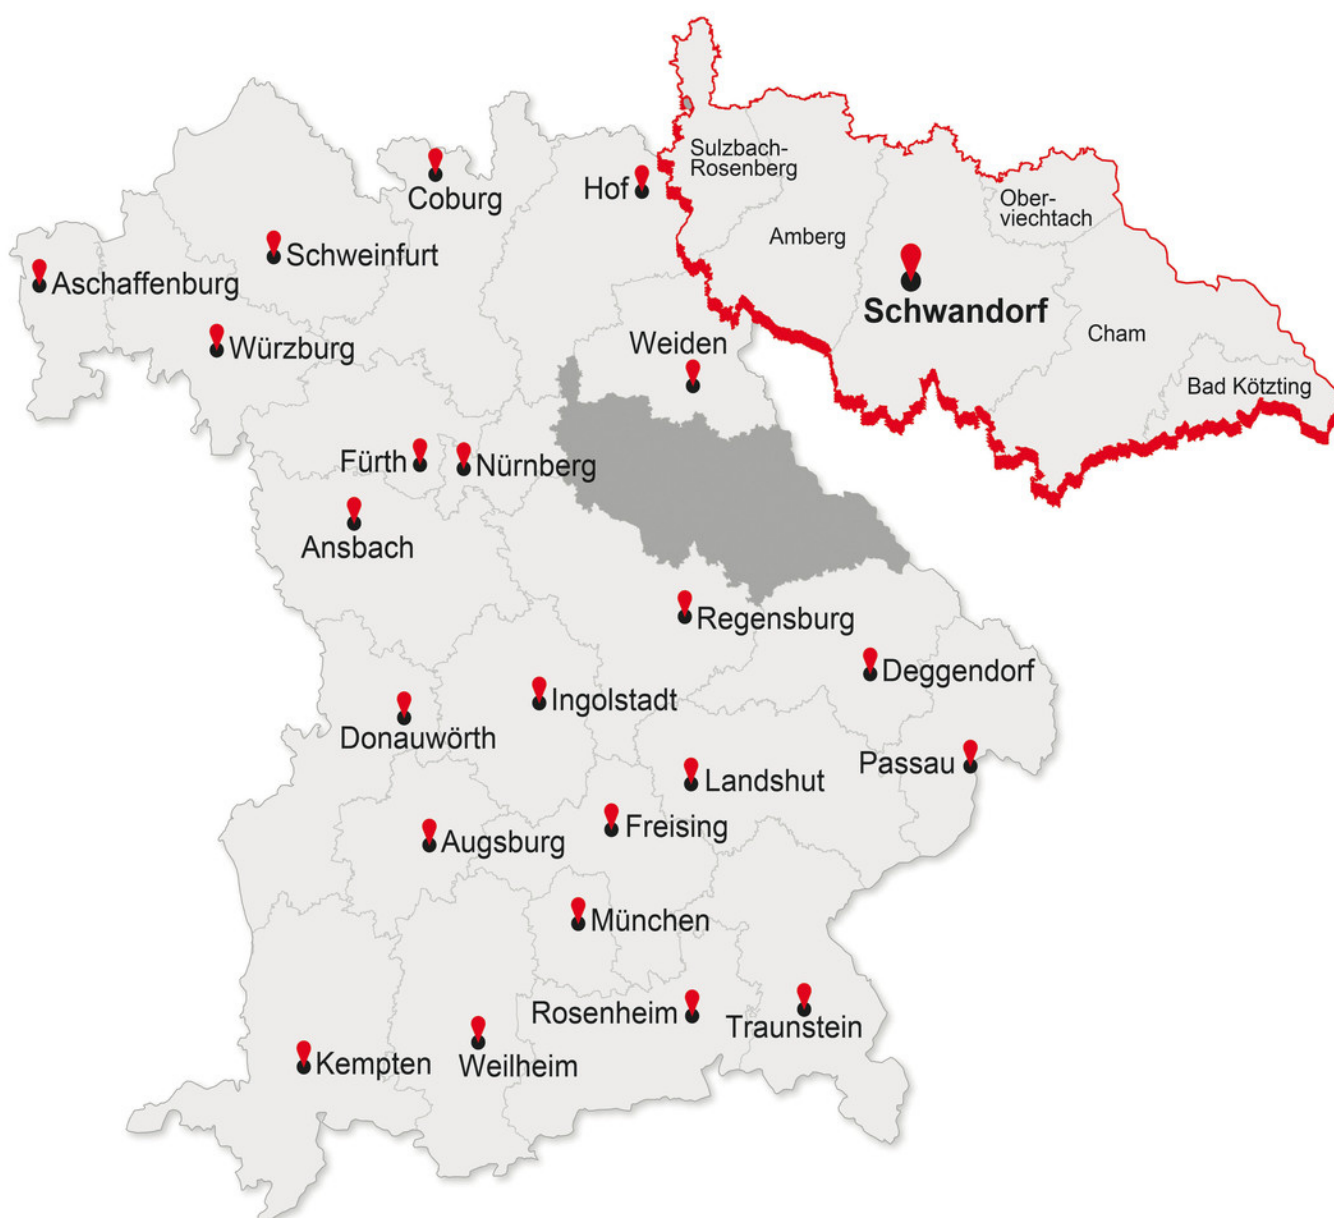 Sulzbach-
Rosenberg
Coburg
Hof
Ober-
viechtach
Amberg
Schweinfurt
Aschaffenburg
Schwandorf
Würzburg
Weiden
Cham
Bad Kötzting
Fürth
Nürnberg
Ansbach
Regensburg
Deggendorf
Ingolstadt
Donauwörth
Passau
Landshut
Freising
Augsburg
München
Rosenheim
Traunstein
Kempten
Weilheim